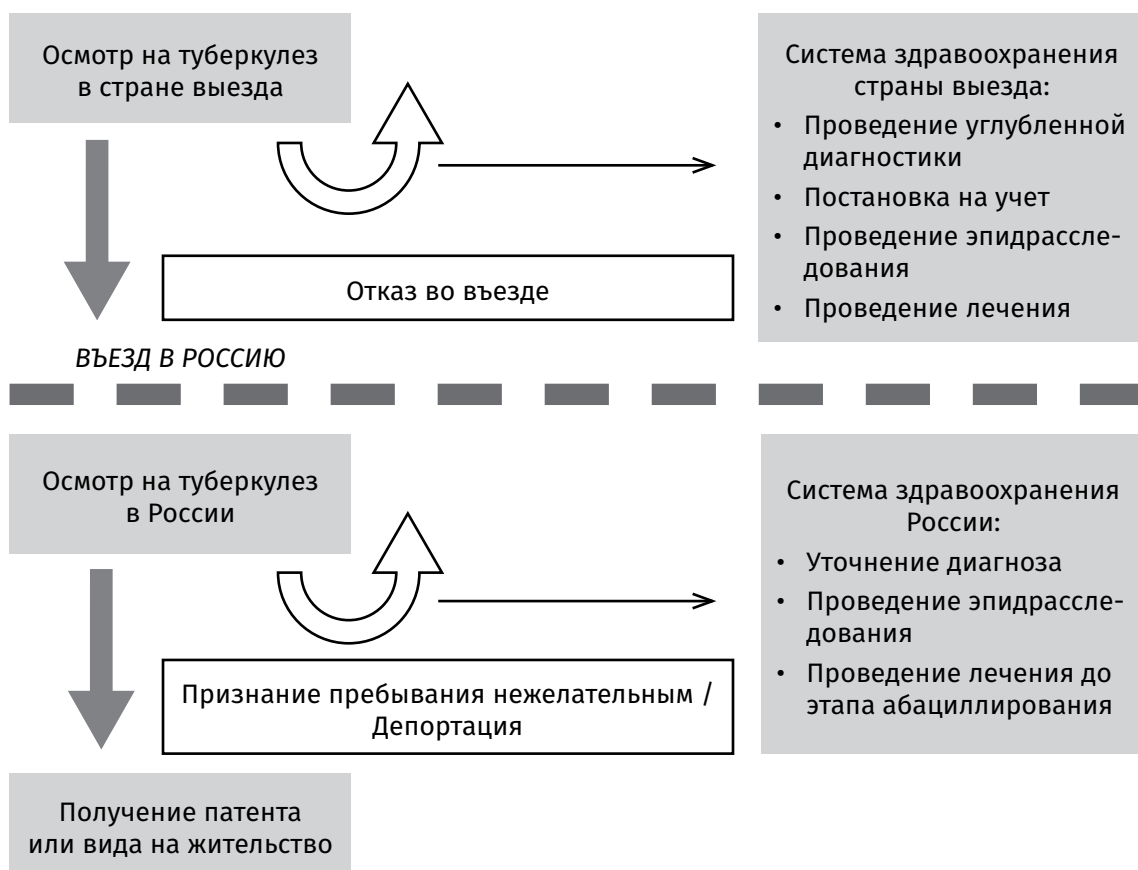 Осмотр на туберкулез
в стране выезда
Система здравоохранения
страны выезда:
• Проведение углубленной
диагностики
• Постановка на учет
• Проведение эпидрассле-
дования
• Проведение лечения
Отказ во въезде
ВЪЕЗД В РОССИЮ
Осмотр на туберкулез
в России
Система здравоохранения
России:
• Уточнение диагноза
• Проведение эпидрассле-
дования
• Проведение лечения до
этапа абациллирования
Признание пребывания нежелательным /
Депортация
Получение патента
или вида на жительство